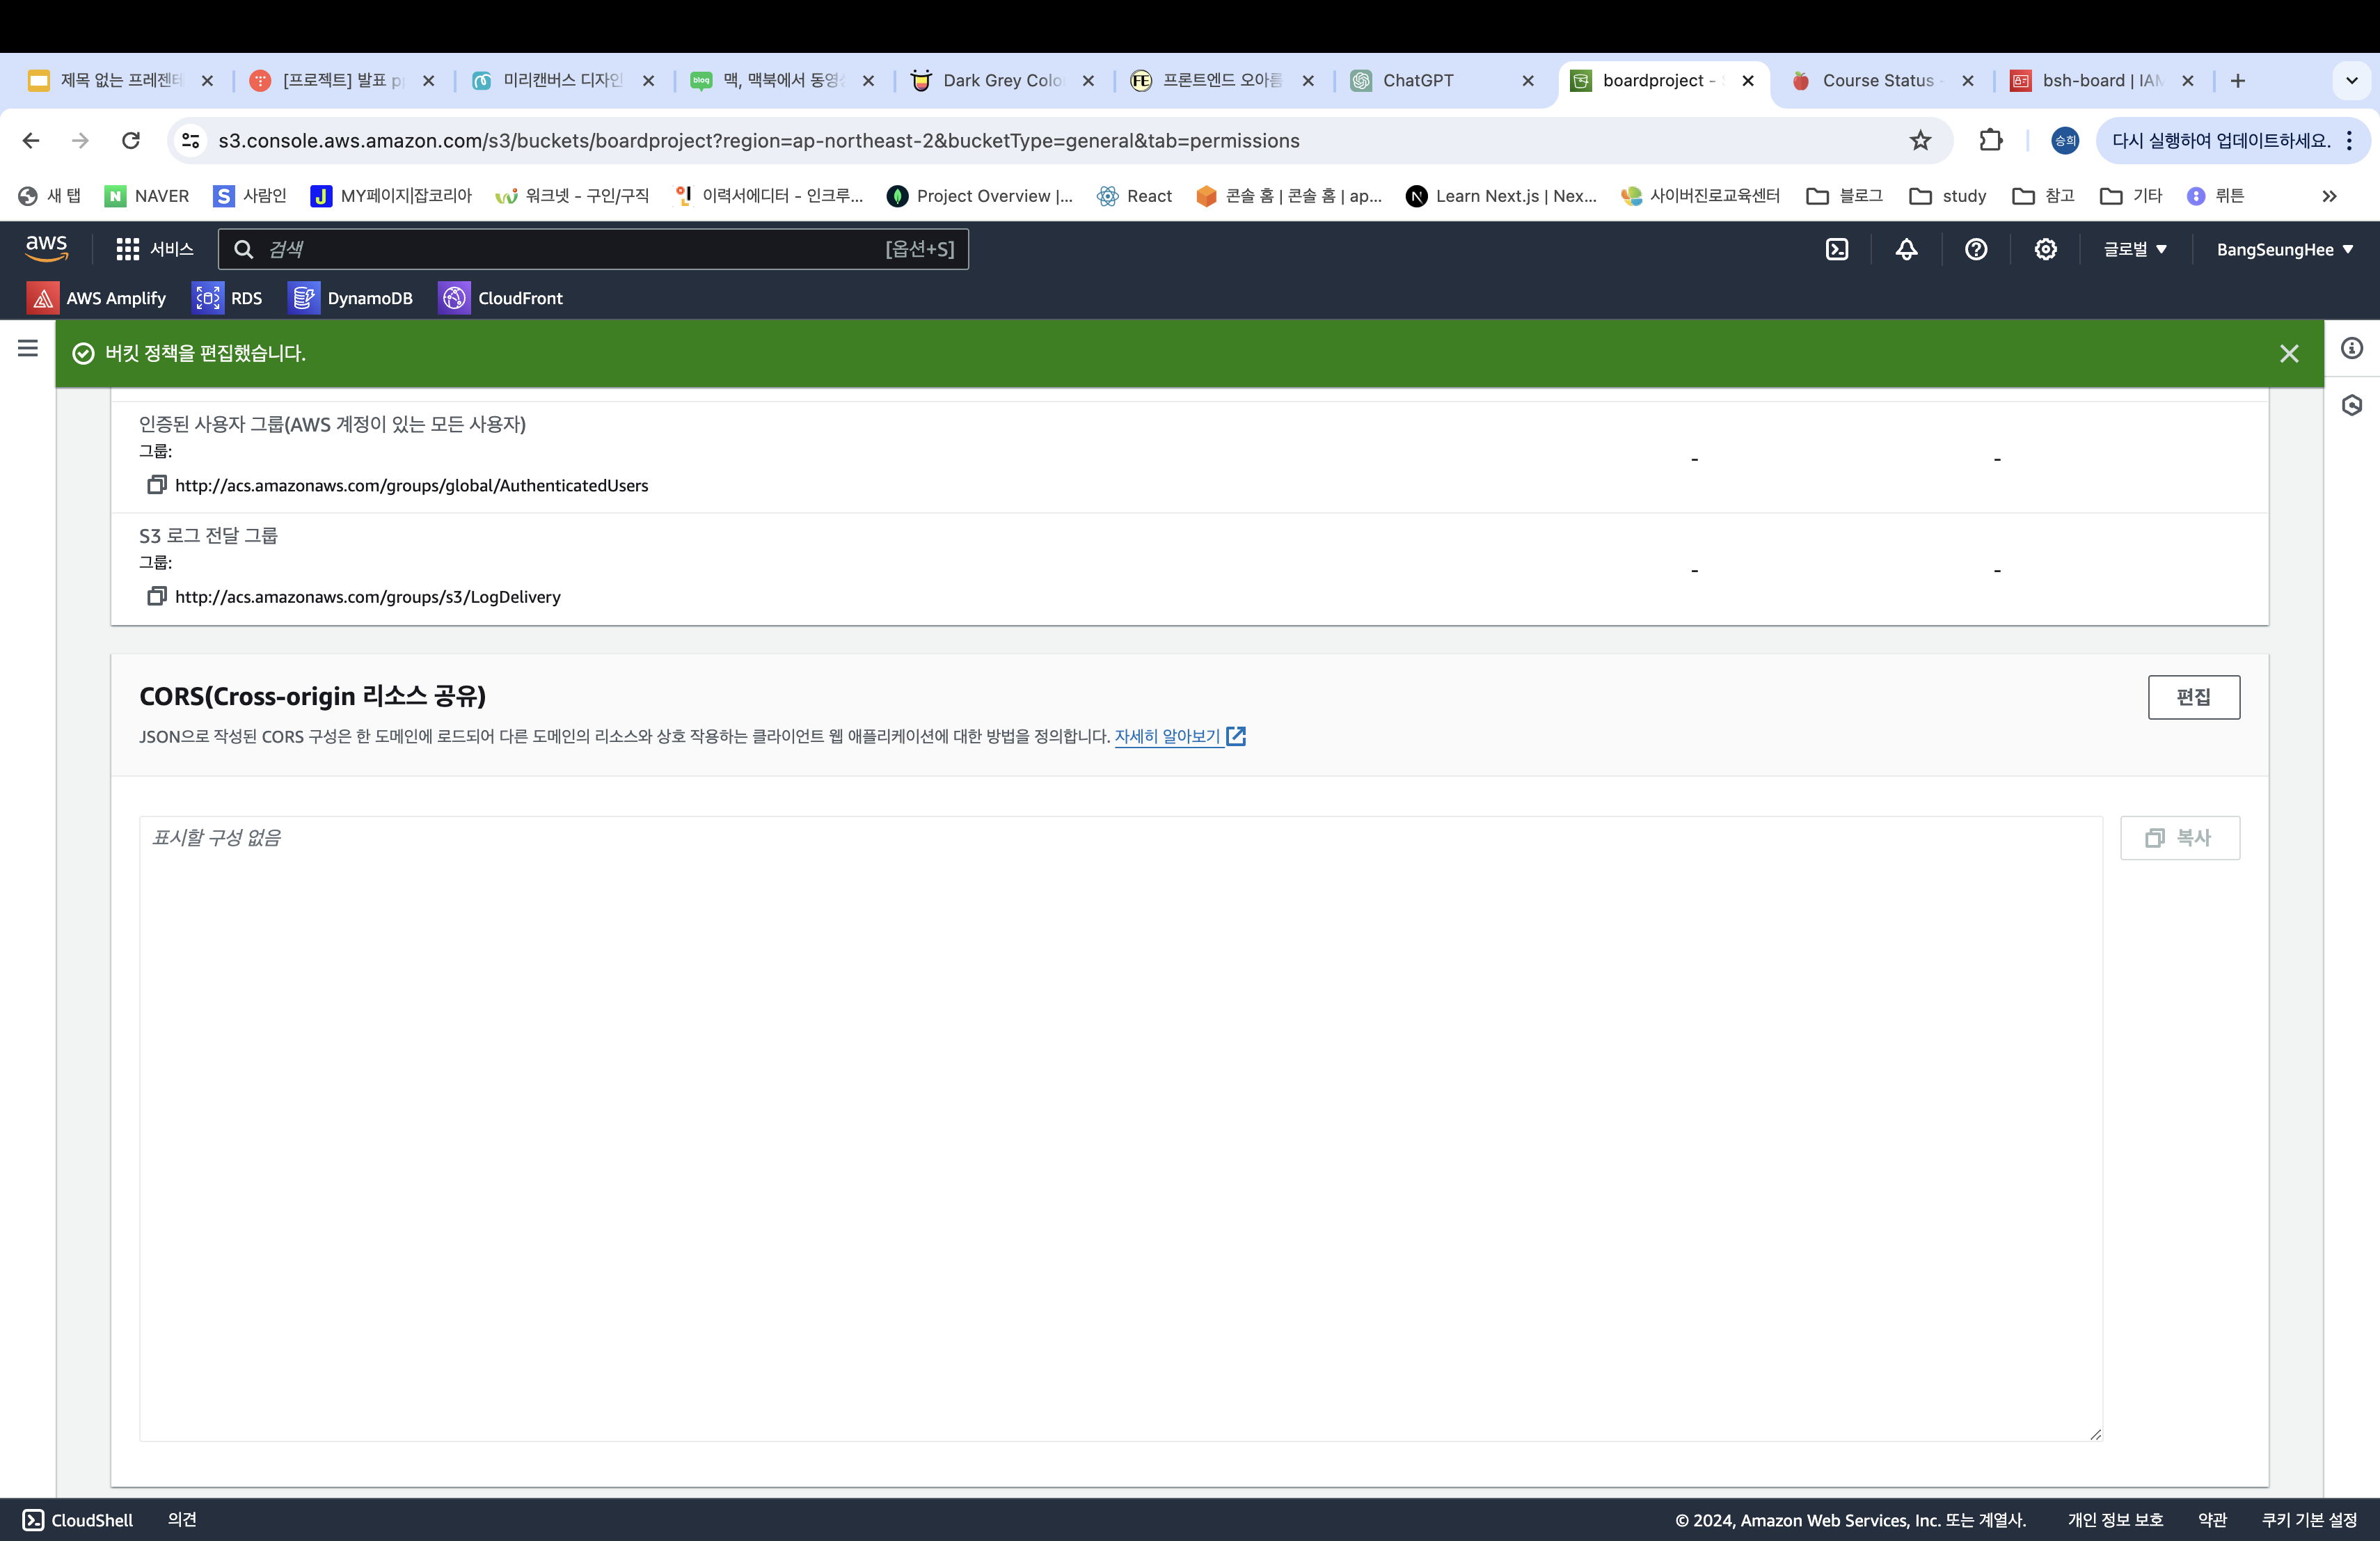 제목 없는 프레젠테
[프로젝트] 발표 p
미리캔버스 디자인
blog
맥, 맥북에서 동영상
Dark Grey Colo
FE
프론트엔드 오아름
ChatGPT
boardproject -
Course Status -
bsh-board | IAM
s3.console.aws.amazon.com/s3/buckets/boardproject?region=ap-northeast-2&bucketType=general&tab=permissions
승희
다시 실행하여 업데이트하세요.
새 탭
N
NAVER
S
사람인
J
MY페이지|잡코리아
워크넷 - 구인/구직
이력서에디터 - 인크루...
Project Overview |...
React
콘솔 홈 | 콘솔 홈 | ap...
N
Learn Next.js | Nex...
사이버진로교육센터
블로그
study
참고
기타
뤼튼
aws
서비스
검색
[옵션+S]
글로벌
BangSeungHee
AWS Amplify
RDS
DynamoDB
CloudFront
버킷 정책을 편집했습니다.
인증된 사용자 그룹(AWS 계정이 있는 모든 사용자)
그룹:
http://acs.amazonaws.com/groups/global/AuthenticatedUsers
-
-
S3 로그 전달 그룹
그룹:
http://acs.amazonaws.com/groups/s3/LogDelivery
-
-
CORS(Cross-origin 리소스 공유)
편집
JSON으로 작성된 CORS 구성은 한 도메인에 로드되어 다른 도메인의 리소스와 상호 작용하는 클라이언트 웹 애플리케이션에 대한 방법을 정의합니다. 자세히 알아보기
표시할 구성 없음
복사
CloudShell
의견
© 2024, Amazon Web Services, Inc. 또는 계열사.
개인 정보 보호
약관
쿠키 기본 설정